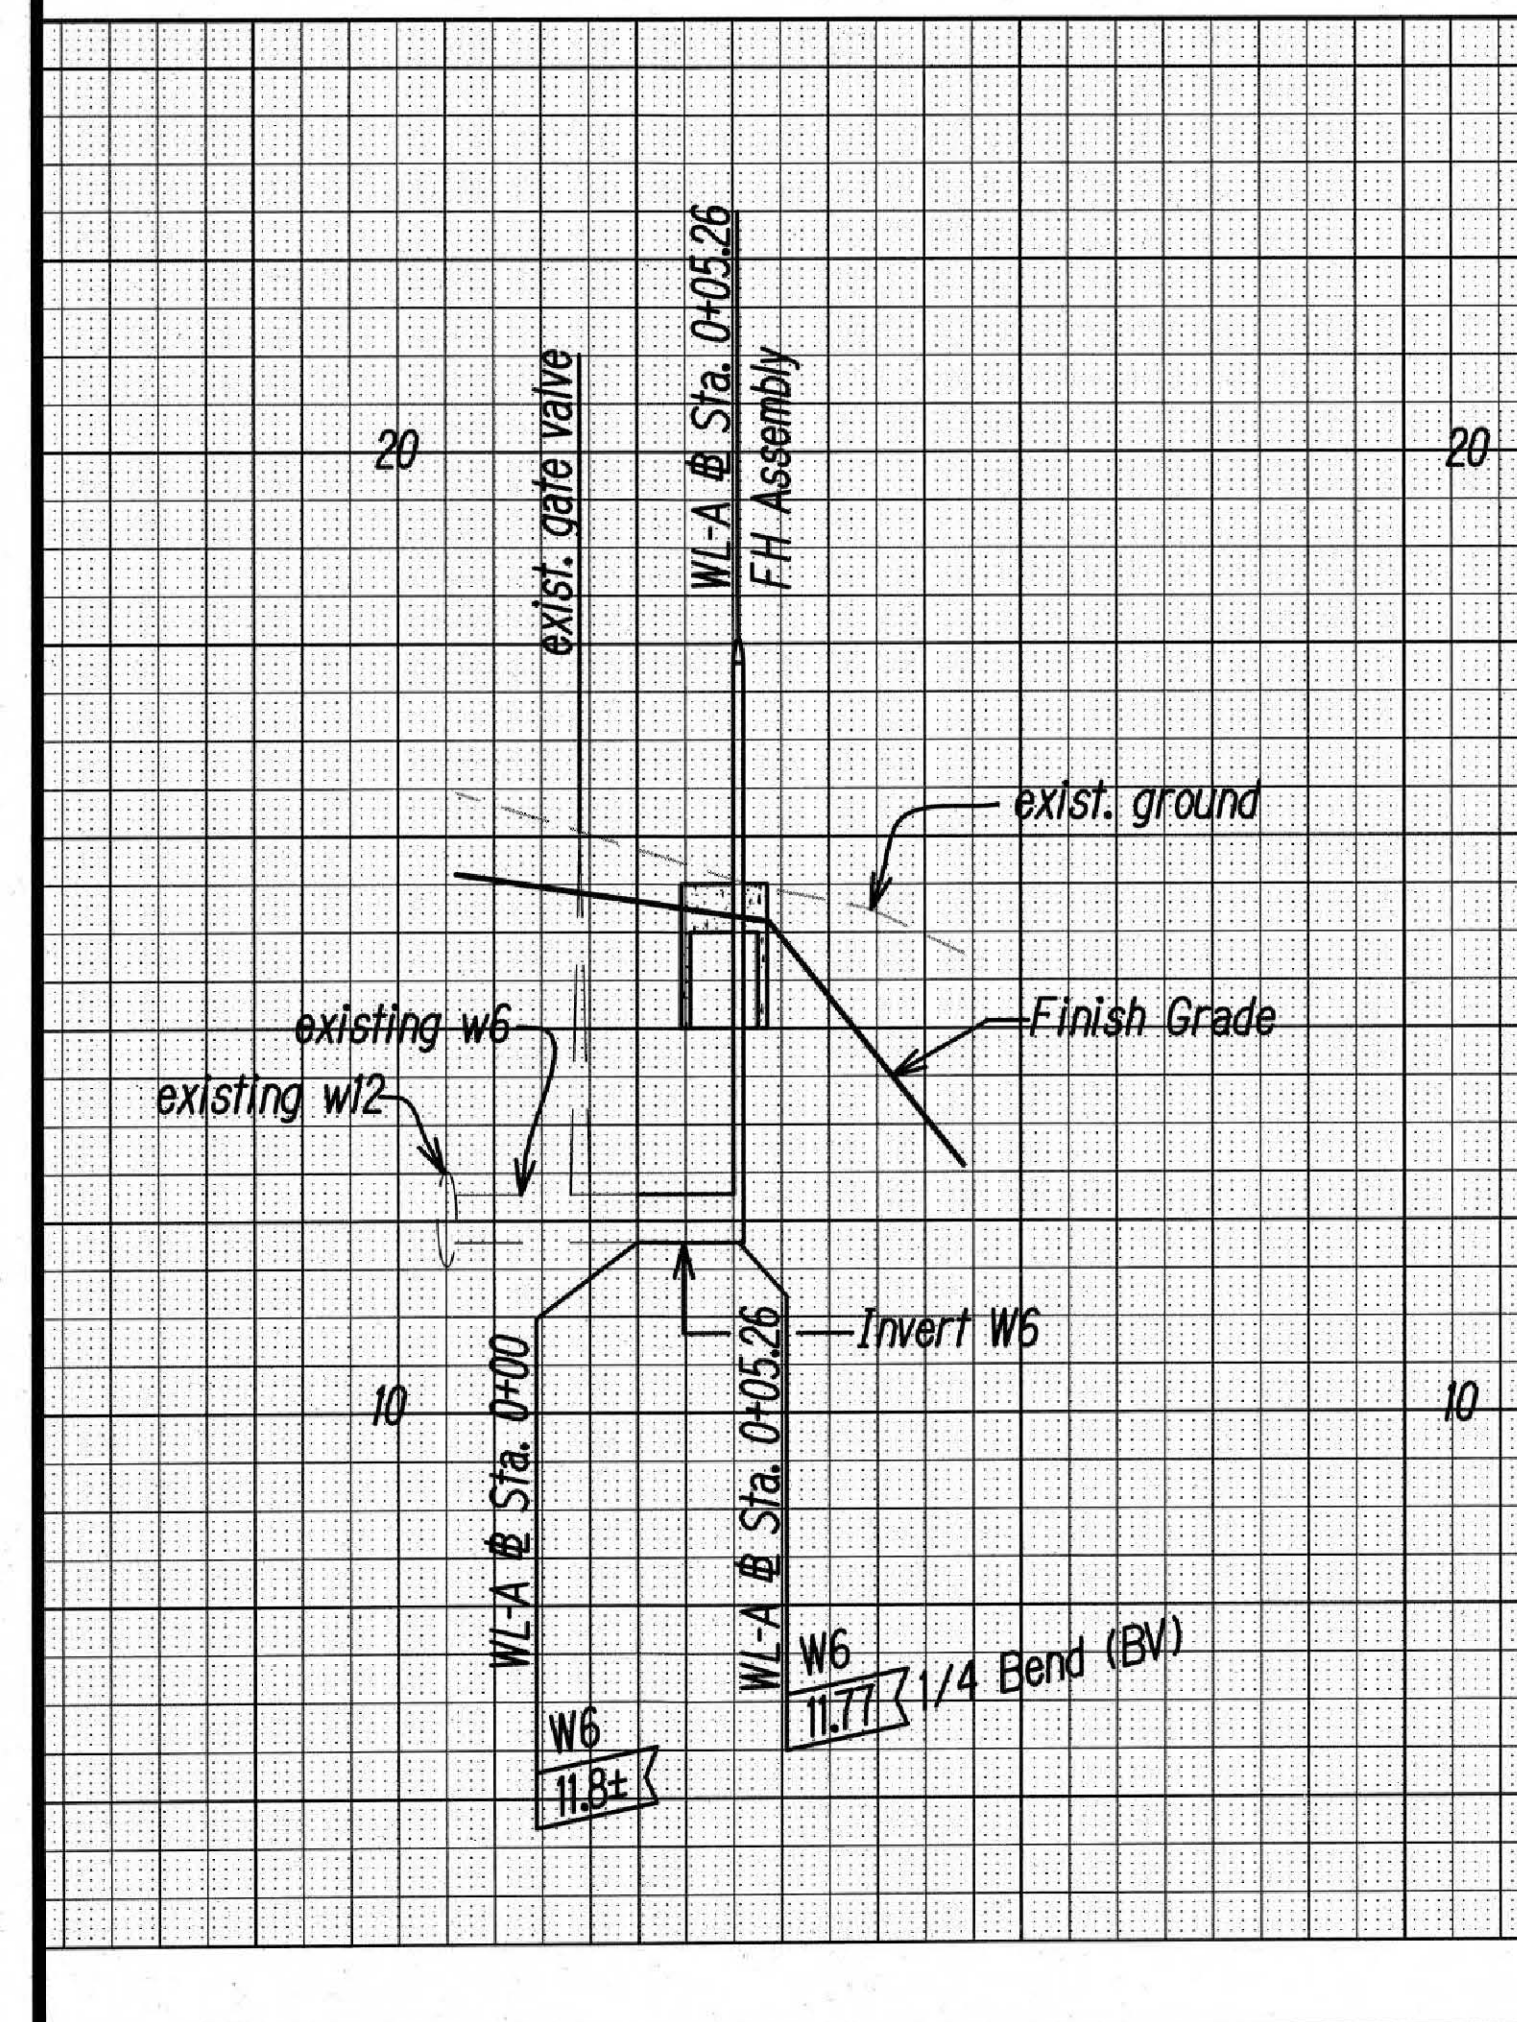 WL-A ⅊ Sta. 0+05.26
FH Assembly
exist. gate valve
20
20
exist. ground
existing w6
Finish Grade
existing w12
Invert W6
10
10
WL-A Sta. 0+00
WL-A Sta. 0+05.26
W6
11.77
1/4 Bend (BV)
W6
11.8±